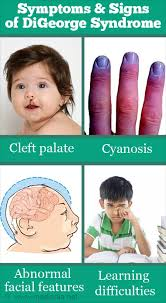 Symptoms & Signs
of DiGeorge Syndrome
Cleft palate
Cyanosis
Abnormal
facial features
Learning
difficulties